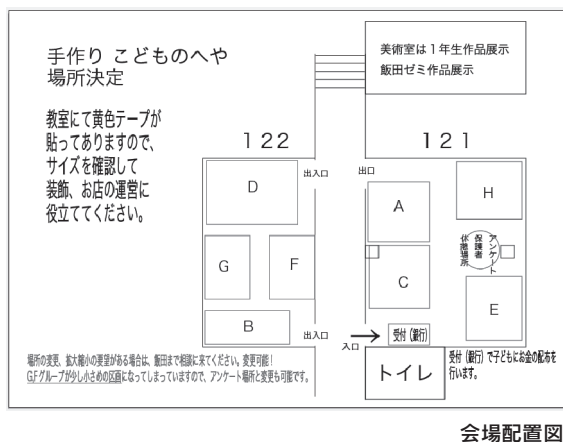 手作り こどものへや
場所決定
教室にて黄色テープが
貼ってありますので、
サイズを確認して
装飾、お店の運営に
役立ててください。
美術室は1年生作品展示
飯田ゼミ作品展示
122
121
出入口
出口
D
A
H
G
F
C
アンケート
保護者
休憩場所
E
B
出入口
入口
受付（銀行）
トイレ
受付（銀行）で子どもにお金の配布を
行います。
場所の変更、拡大縮小の要望がある場合は、飯田まで相談に来てください。変更可能！
G,Fグループが少し小さめの区画になってしまっていますので、アンケート場所と変更も可能です。
会場配置図